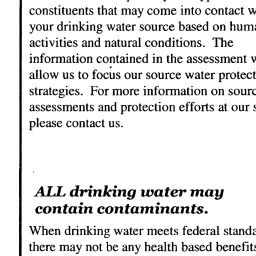 constituents that may come into contact w
your drinking water source based on huma
activities and natural conditions. The
information contained in the assessment w
allow us to focus our source water protect
strategies. For more information on sourc
assessments and protection efforts at our s
please contact us.
ALL drinking water may
contain contaminants.
When drinking water meets federal standa
there may not be any health based benefits